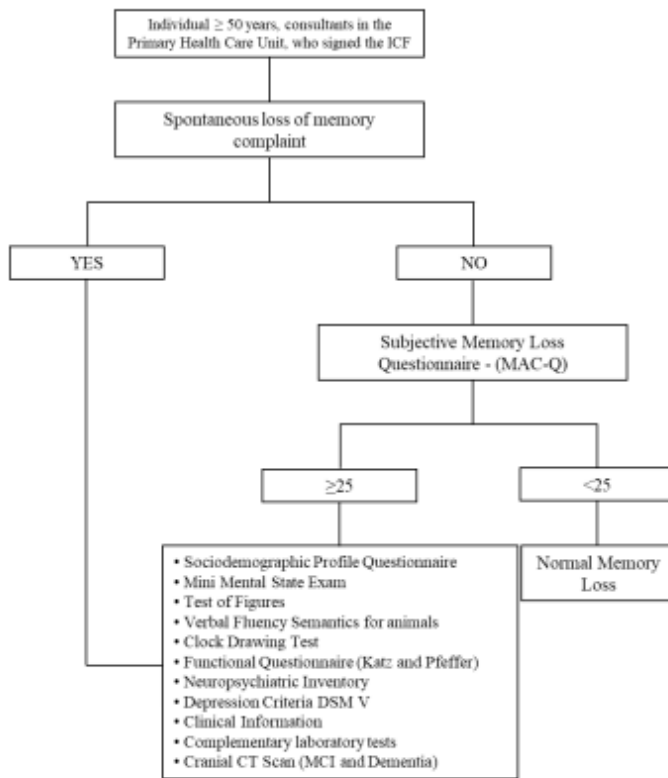 Individual ≥ 50 years, consultants in the
Primary Health Care Unit, who signed the ICF
Spontaneous loss of memory
complaint
YES
NO
Subjective Memory Loss
Questionnaire - (MAC-Q)
≥25
<25
• Sociodemographic Profile Questionnaire
• Mini Mental State Exam
• Test of Figures
• Verbal Fluency Semantics for animals
• Clock Drawing Test
• Functional Questionnaire (Katz and Pfeffer)
• Neuropsychiatric Inventory
• Depression Criteria DSM V
• Clinical Information
• Complementary laboratory tests
• Cranial CT Scan (MCI and Dementia)
Normal Memory
Loss